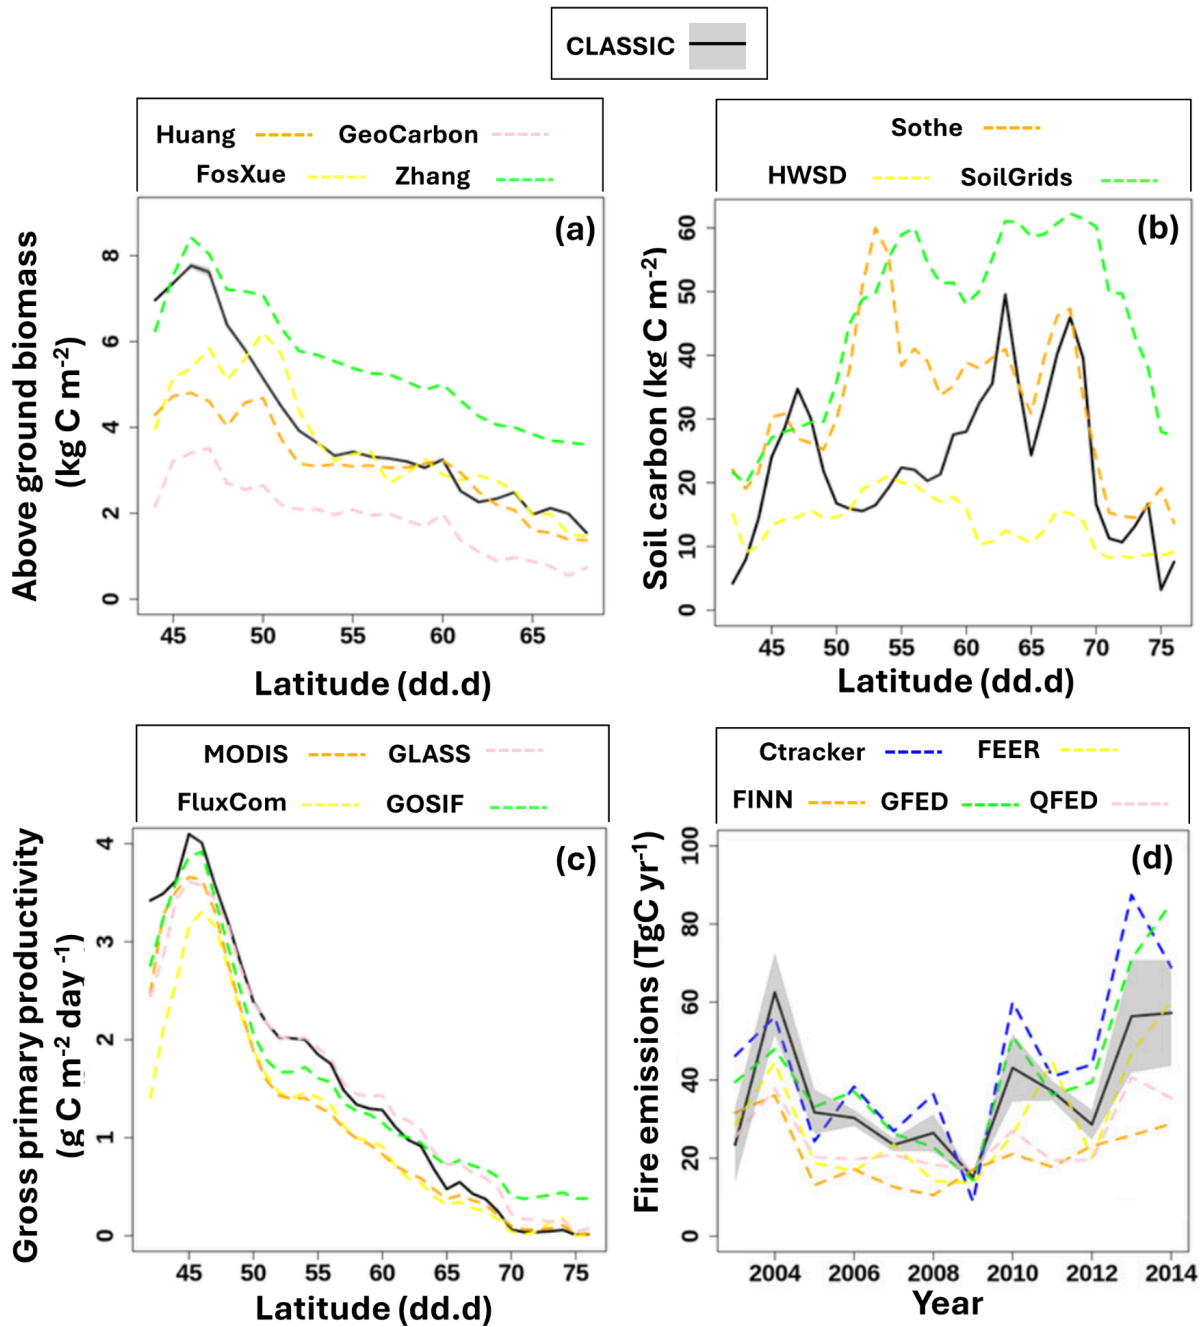 CLASSIC
Huang GeoCarbon
FosXue Zhang
Sothe
HWSD SoilGrids
Above ground biomass
(kg C m-2)
(a)
8
6
4
2
0
45 50 55 60 65
Latitude (dd.d)
Soil carbon (kg C m-2)
(b)
60
50
40
30
20
10
0
45 50 55 60 65 70 75
Latitude (dd.d)
MODIS GLASS
FluxCom GOSIF
Ctracker FEER
FINN GFED QFED
Gross primary productivity
(g C m-2 day -1)
(c)
4
3
2
1
0
45 50 55 60 65 70 75
Latitude (dd.d)
Fire emissions (TgC yr-1)
(d)
100
80
60
40
20
0
2004 2006 2008 2010 2012 2014
Year